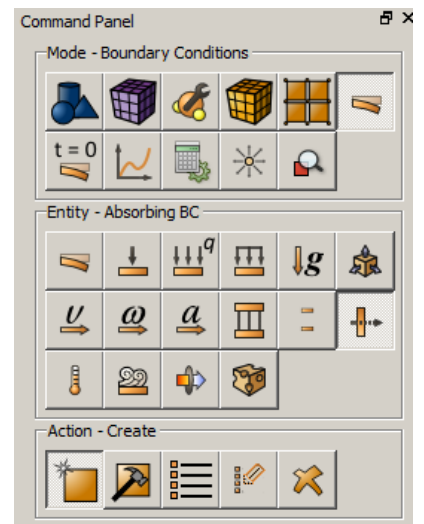 Command Panel
Mode - Boundary Conditions
t = 0
Entity - Absorbing BC
q
g
v
ω
a
Action - Create